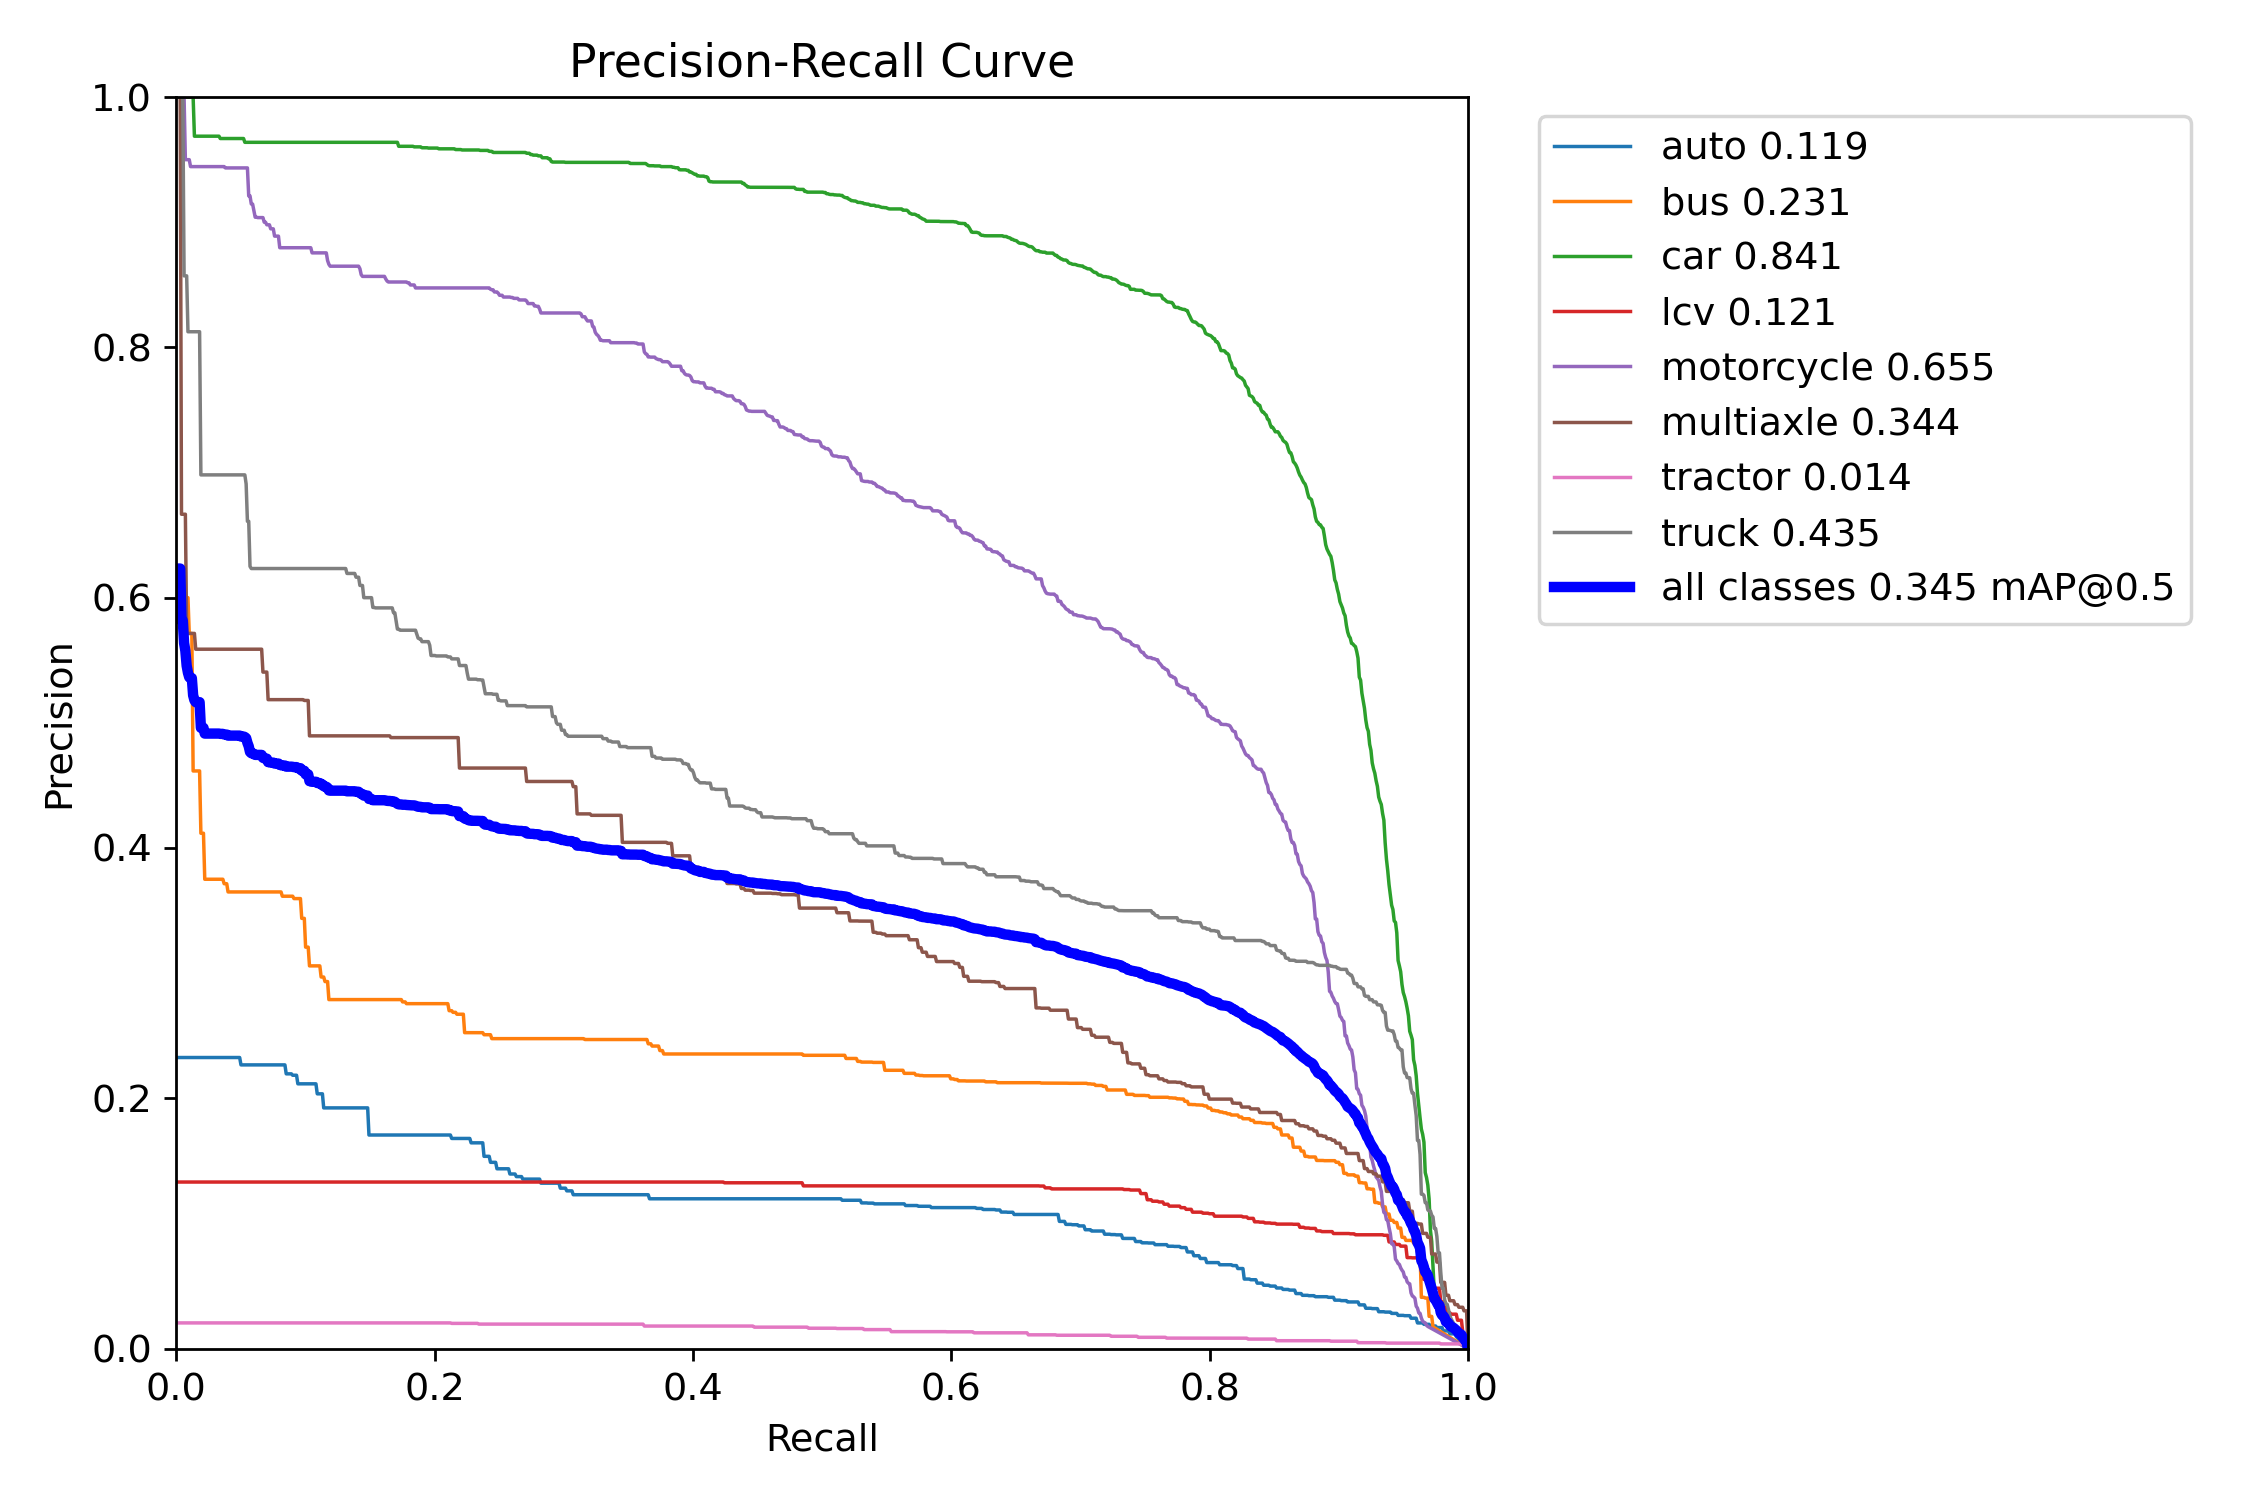 Precision-Recall Curve
1.0
0.8
0.6
0.4
0.2
0.0
Precision
0.0 0.2 0.4 0.6 0.8 1.0
Recall
auto 0.119
bus 0.231
car 0.841
lcv 0.121
motorcycle 0.655
multiaxle 0.344
tractor 0.014
truck 0.435
all classes 0.345 mAP@0.5